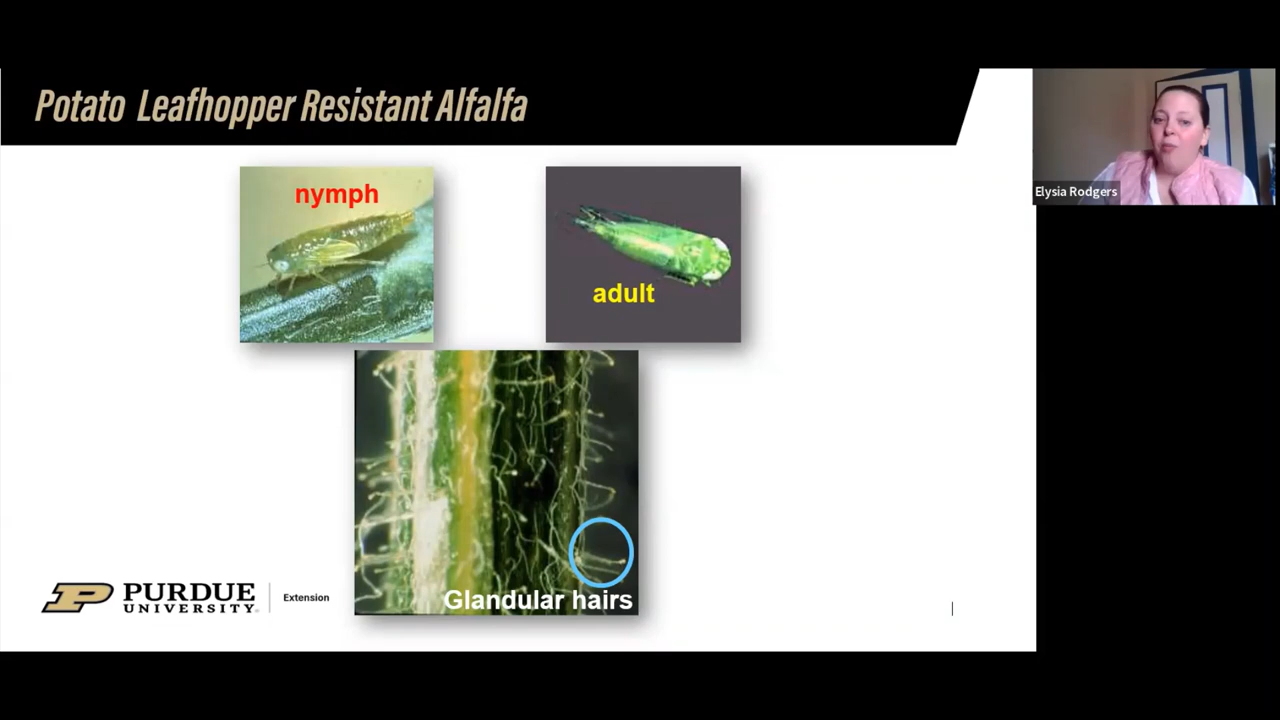 Potato Leafhopper Resistant Alfalfa
nymph
adult
Elysia Rodgers
Glandular hairs
PURDUE
UNIVERSITY
Extension